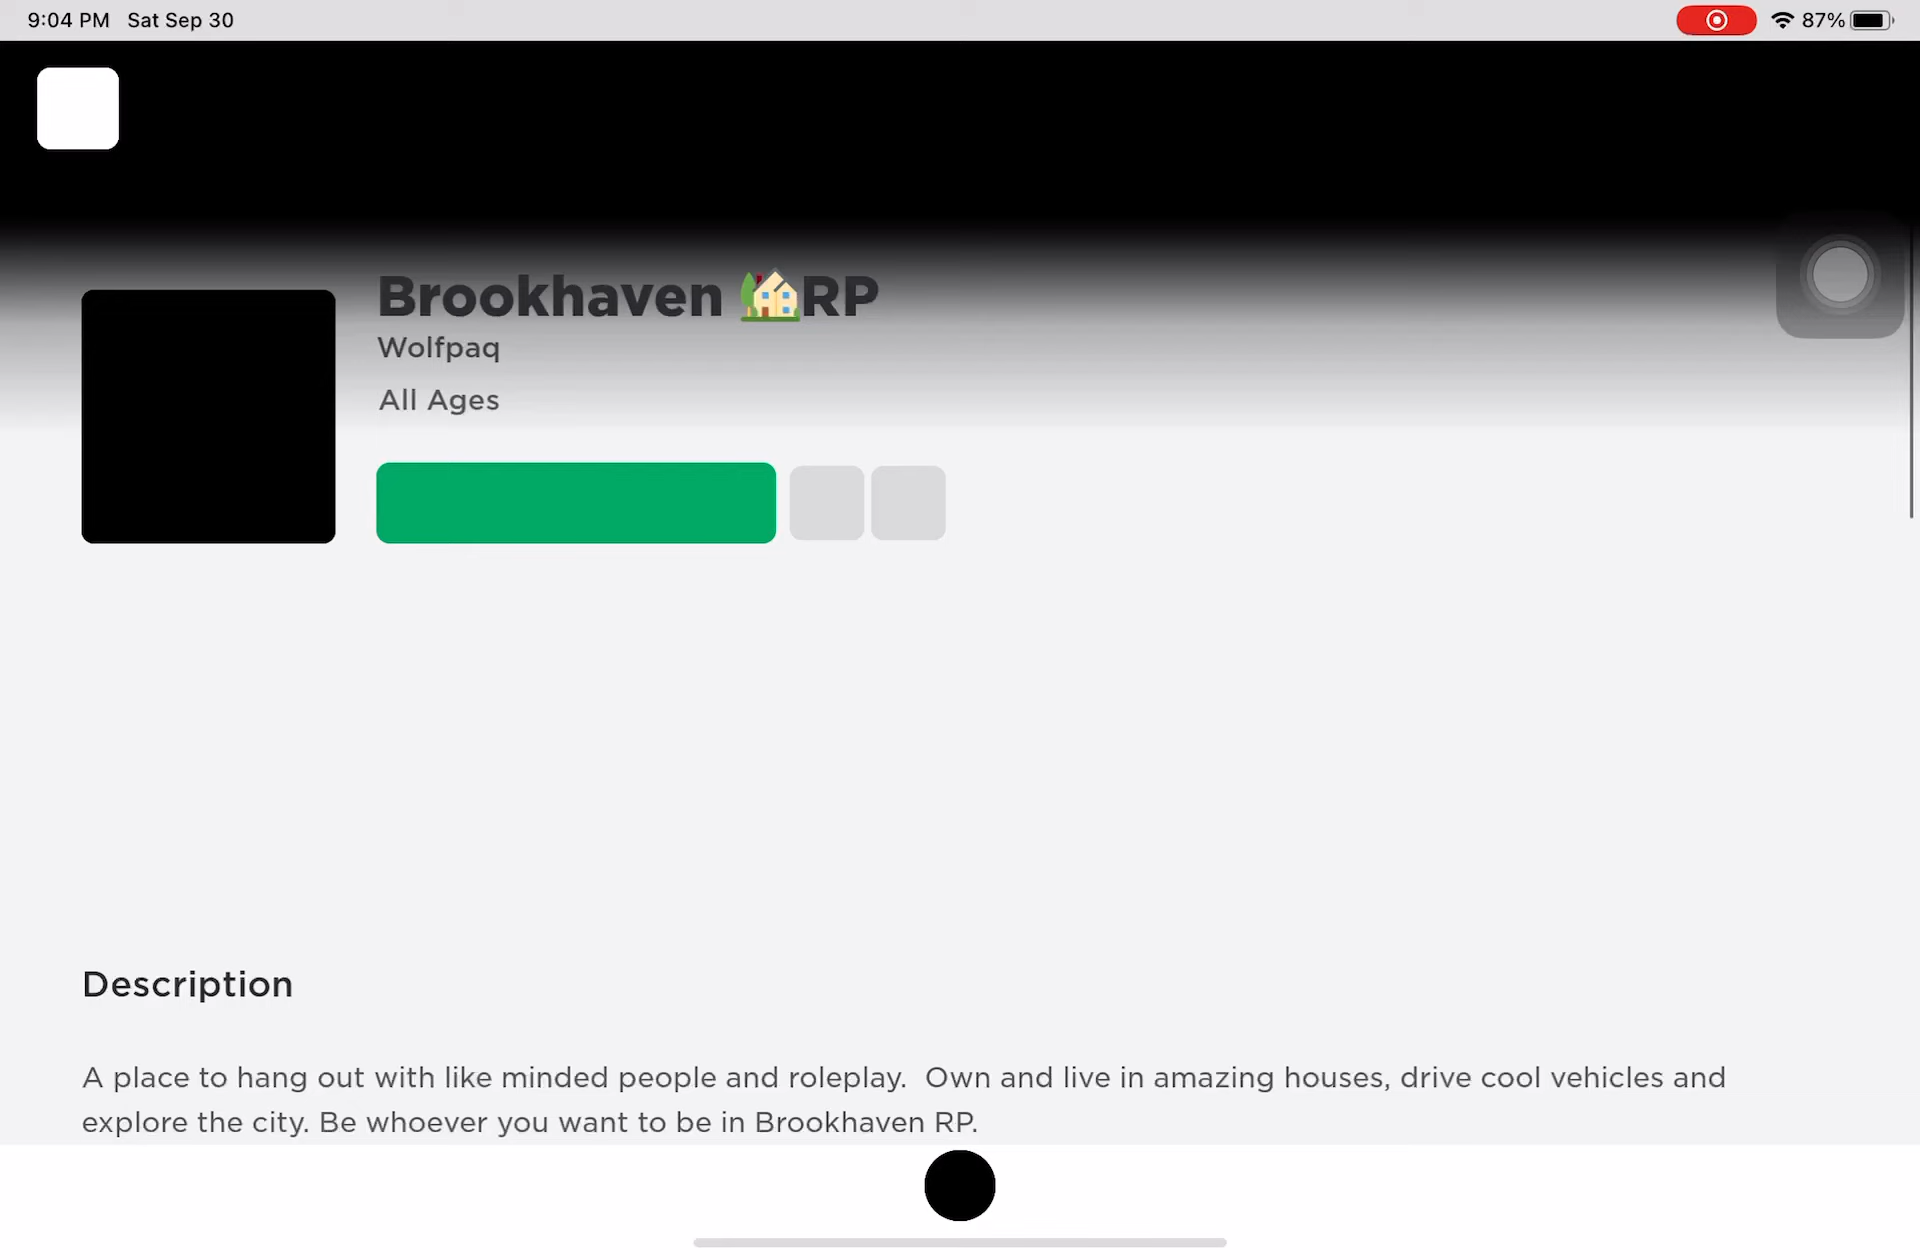 9:04 PM Sat Sep 30
87%
Brookhaven 🏡RP
Wolfpaq
All Ages
Description
A place to hang out with like minded people and roleplay.  Own and live in amazing houses, drive cool vehicles and
explore the city. Be whoever you want to be in Brookhaven RP.